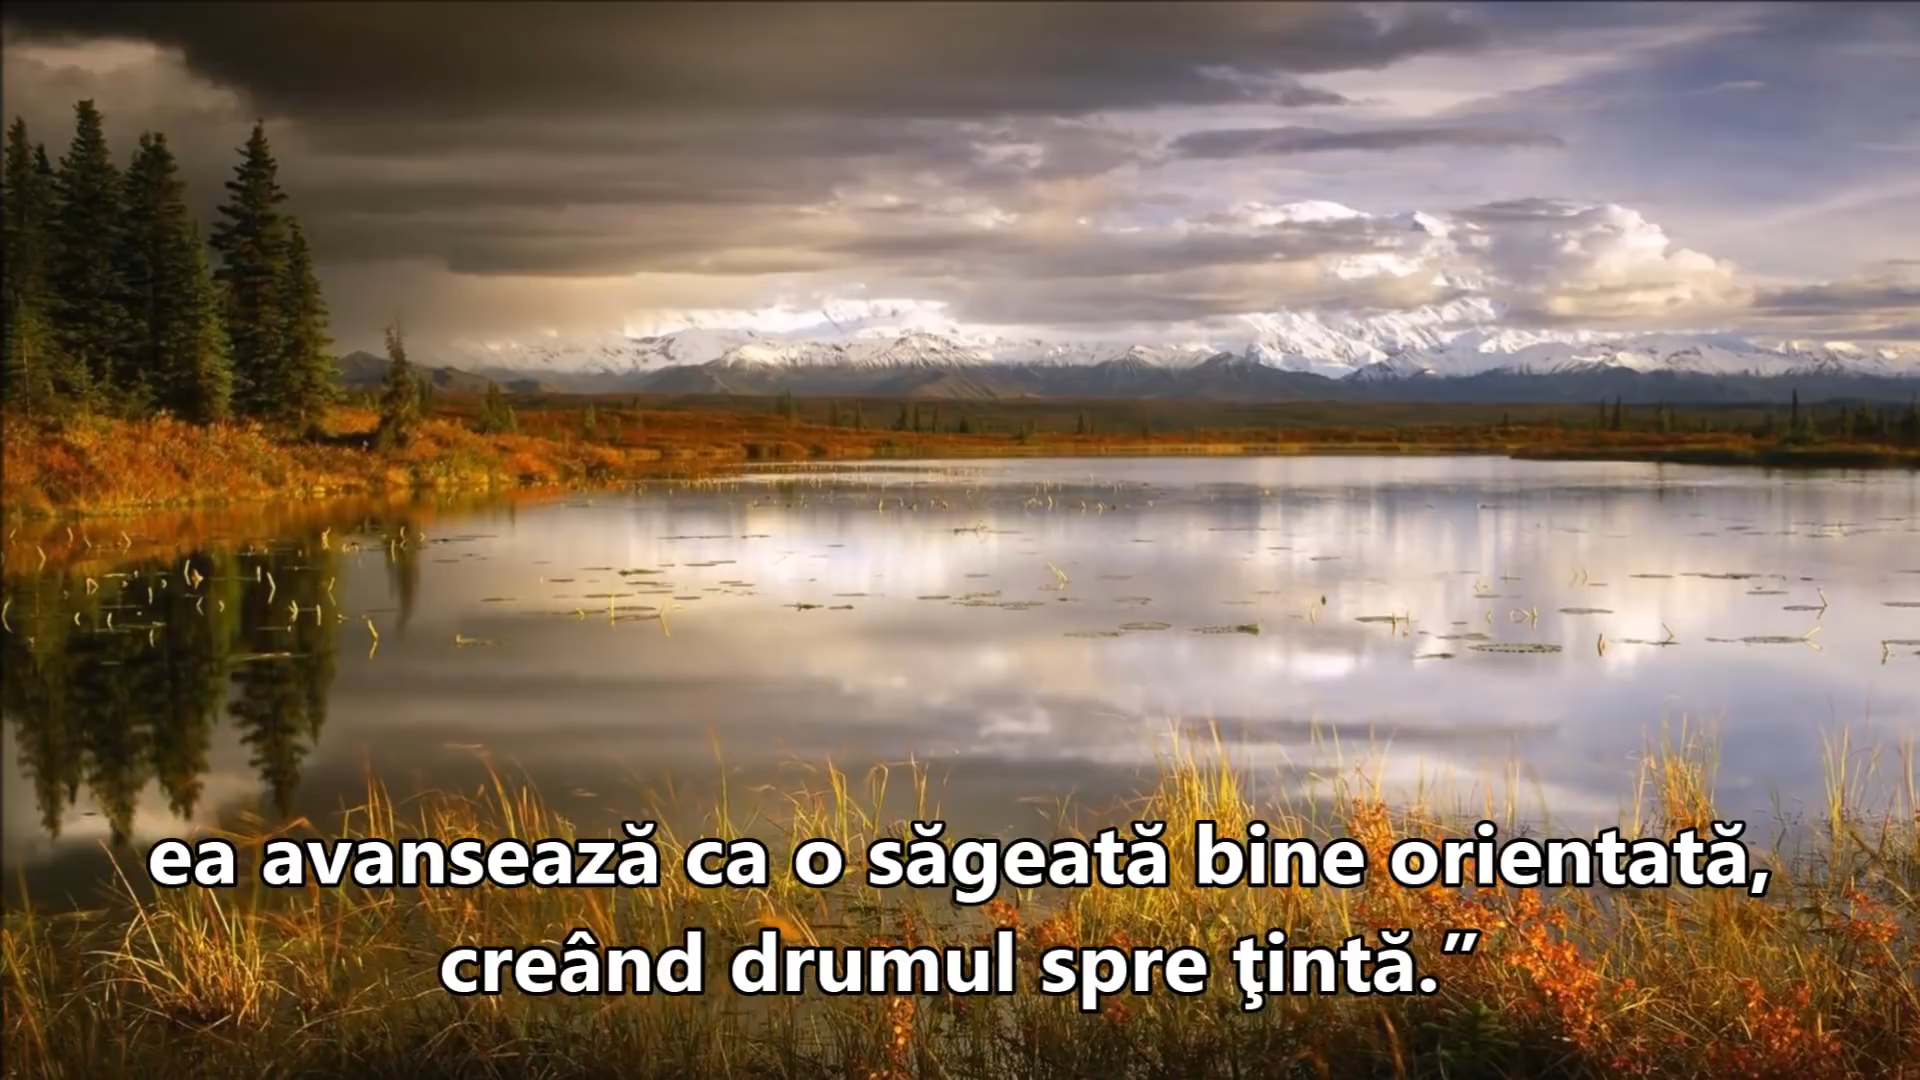 ea avansează ca o săgeată bine orientată,
creând drumul spre ţintă.”